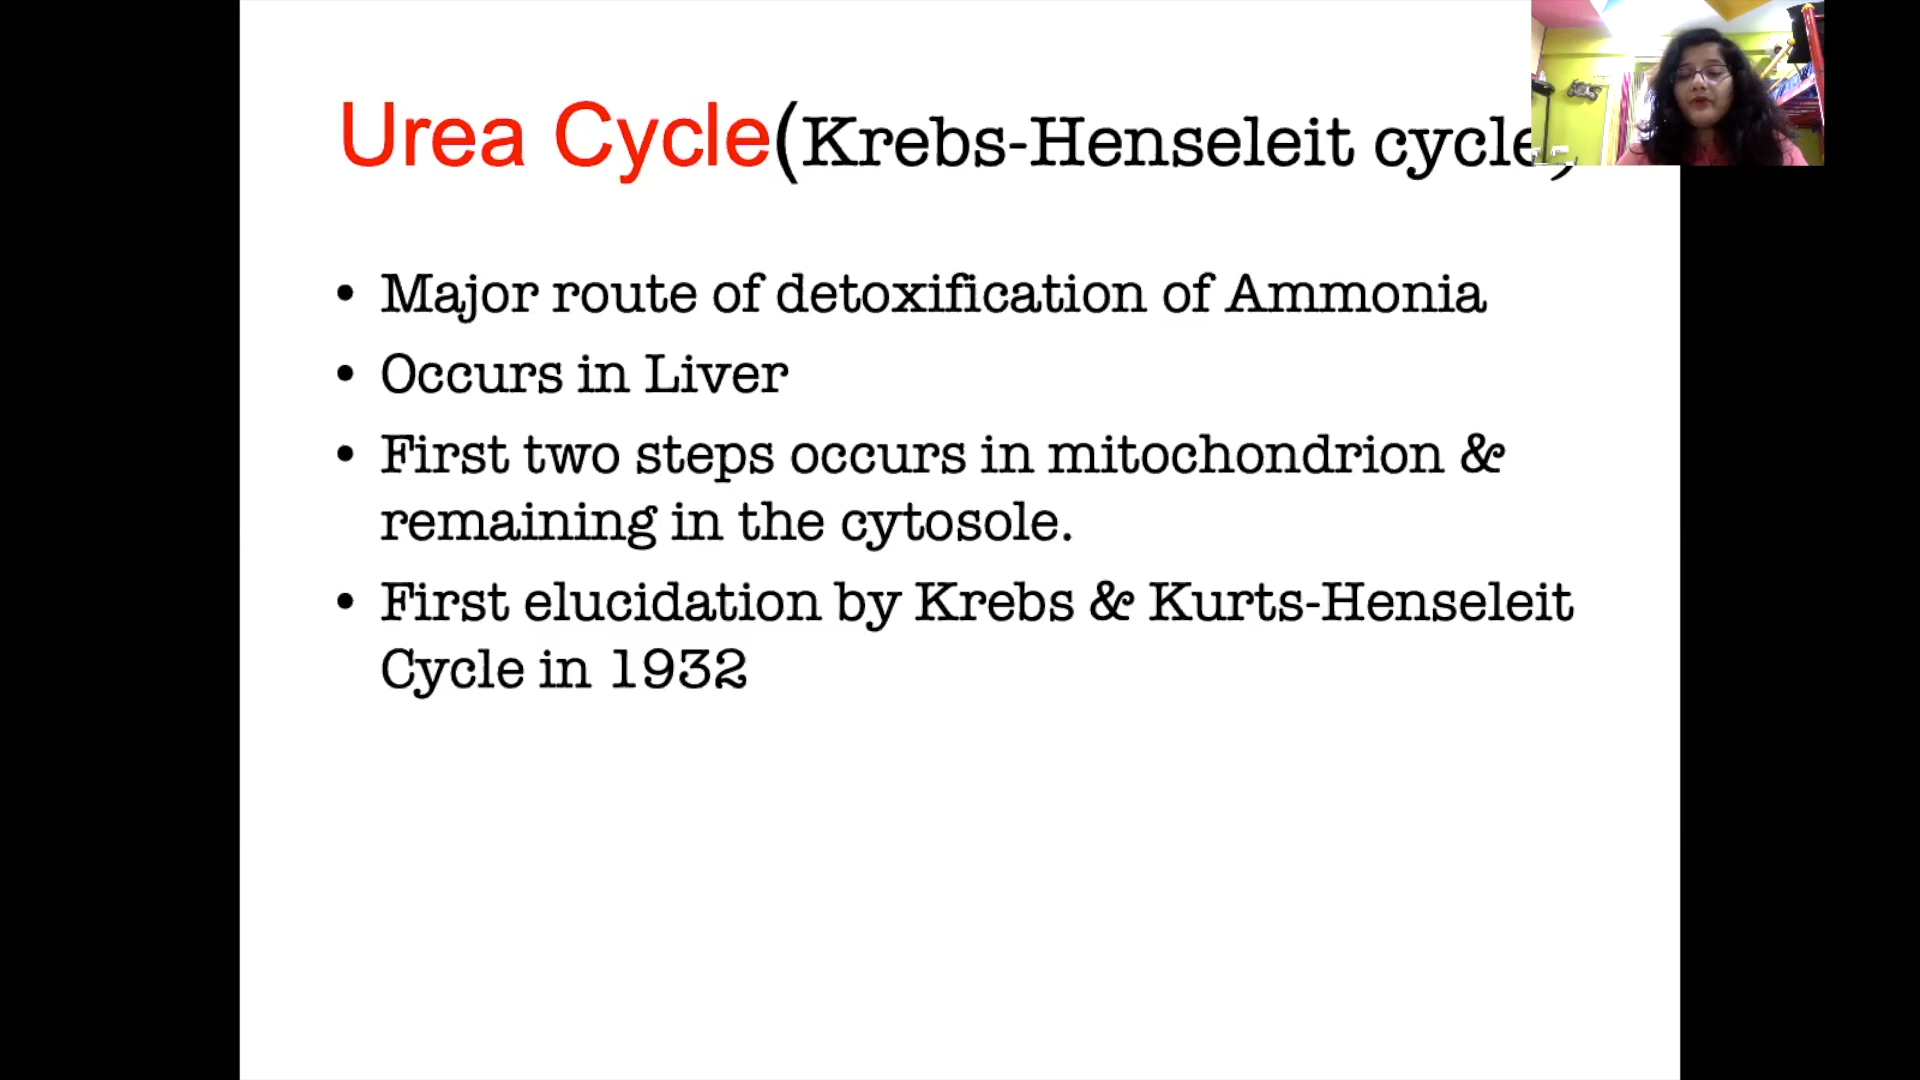 Urea Cycle(Krebs-Henseleit cycle)
• Major route of detoxification of Ammonia
• Occurs in Liver
• First two steps occurs in mitochondrion &
remaining in the cytosole.
• First elucidation by Krebs & Kurts-Henseleit
Cycle in 1932